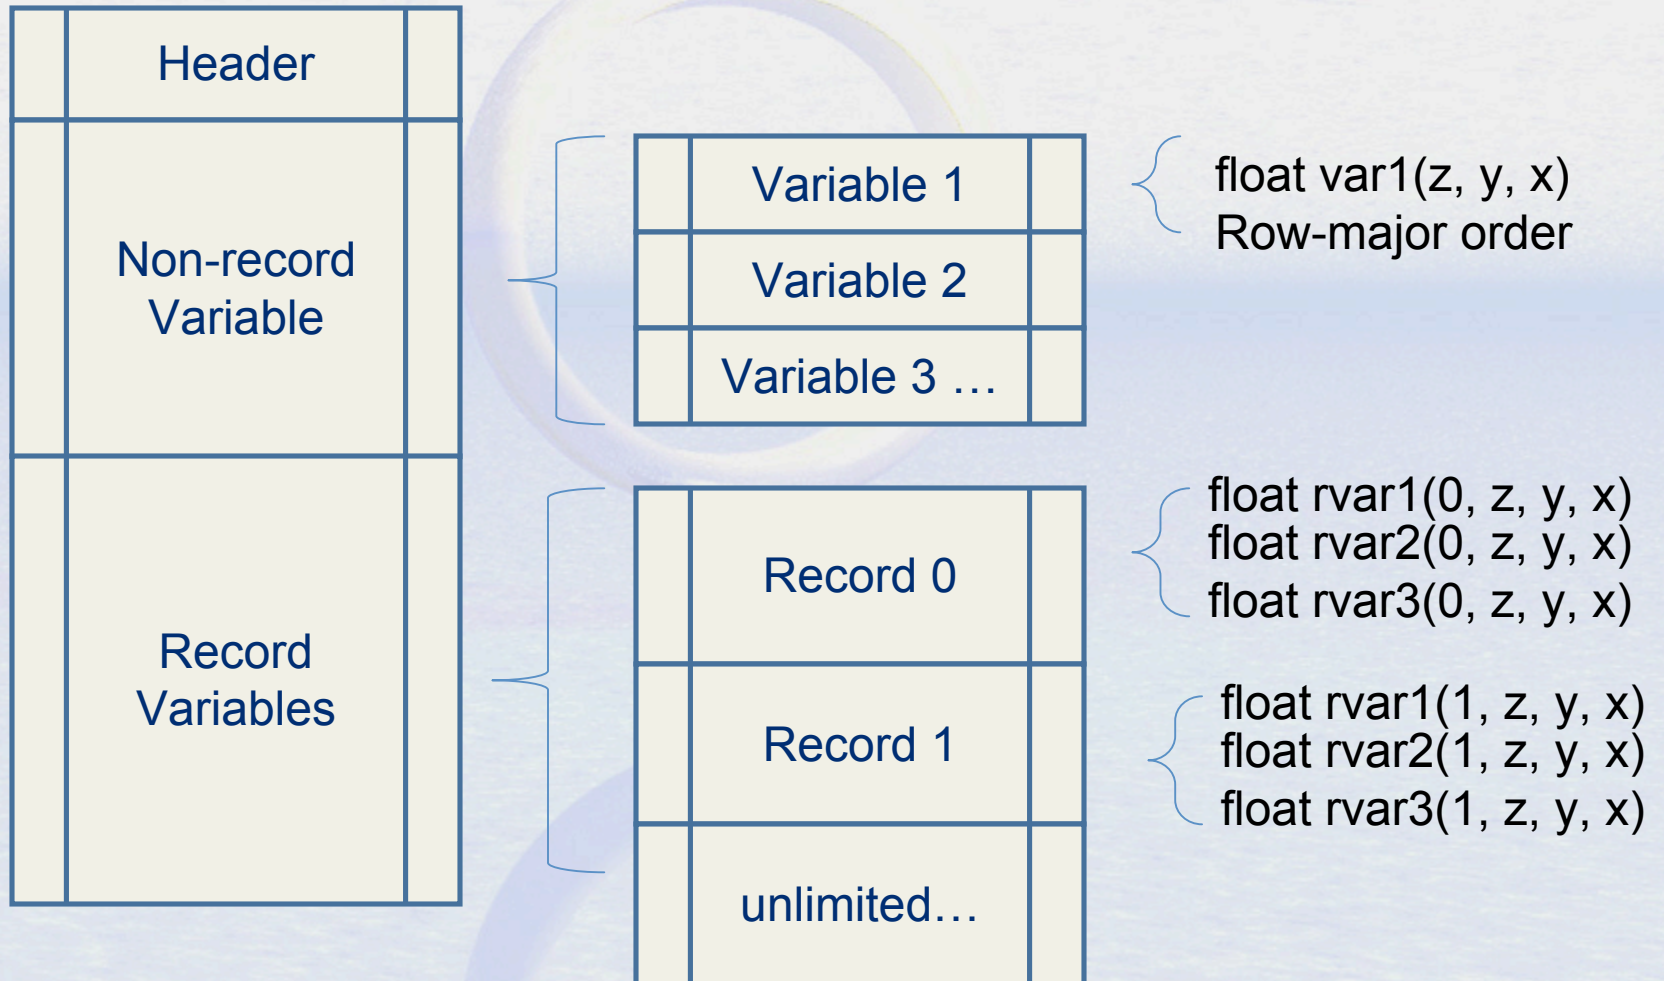 Header
Non-record
Variable
Record
Variables
Variable 1
Variable 2
Variable 3 …
float var1(z, y, x)
Row-major order
Record 0
Record 1
unlimited…
float rvar1(0, z, y, x)
float rvar2(0, z, y, x)
float rvar3(0, z, y, x)
float rvar1(1, z, y, x)
float rvar2(1, z, y, x)
float rvar3(1, z, y, x)